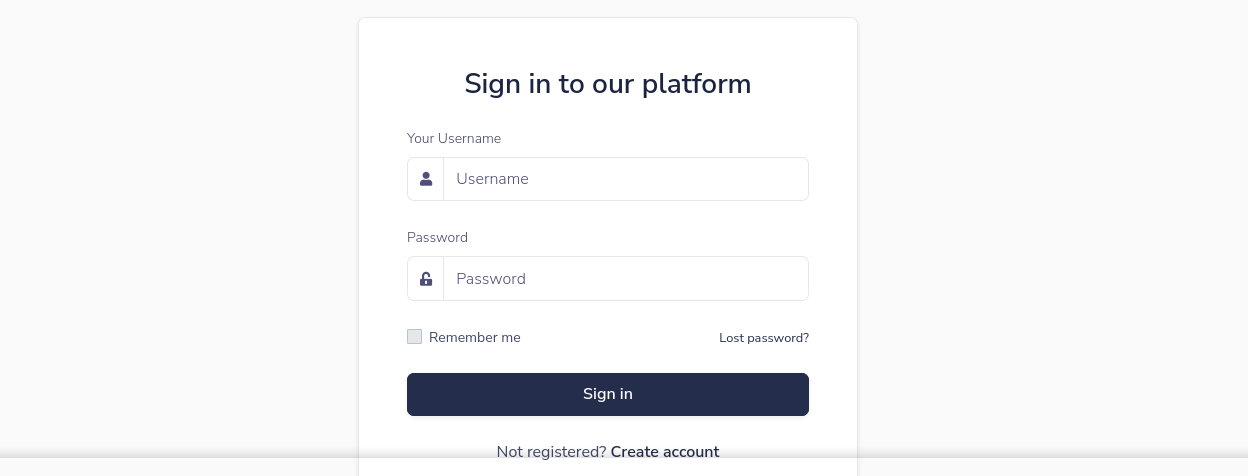 Sign in to our platform
Your Username
Username
Password
Password
Remember me
Lost password?
Sign in
Not registered? Create account